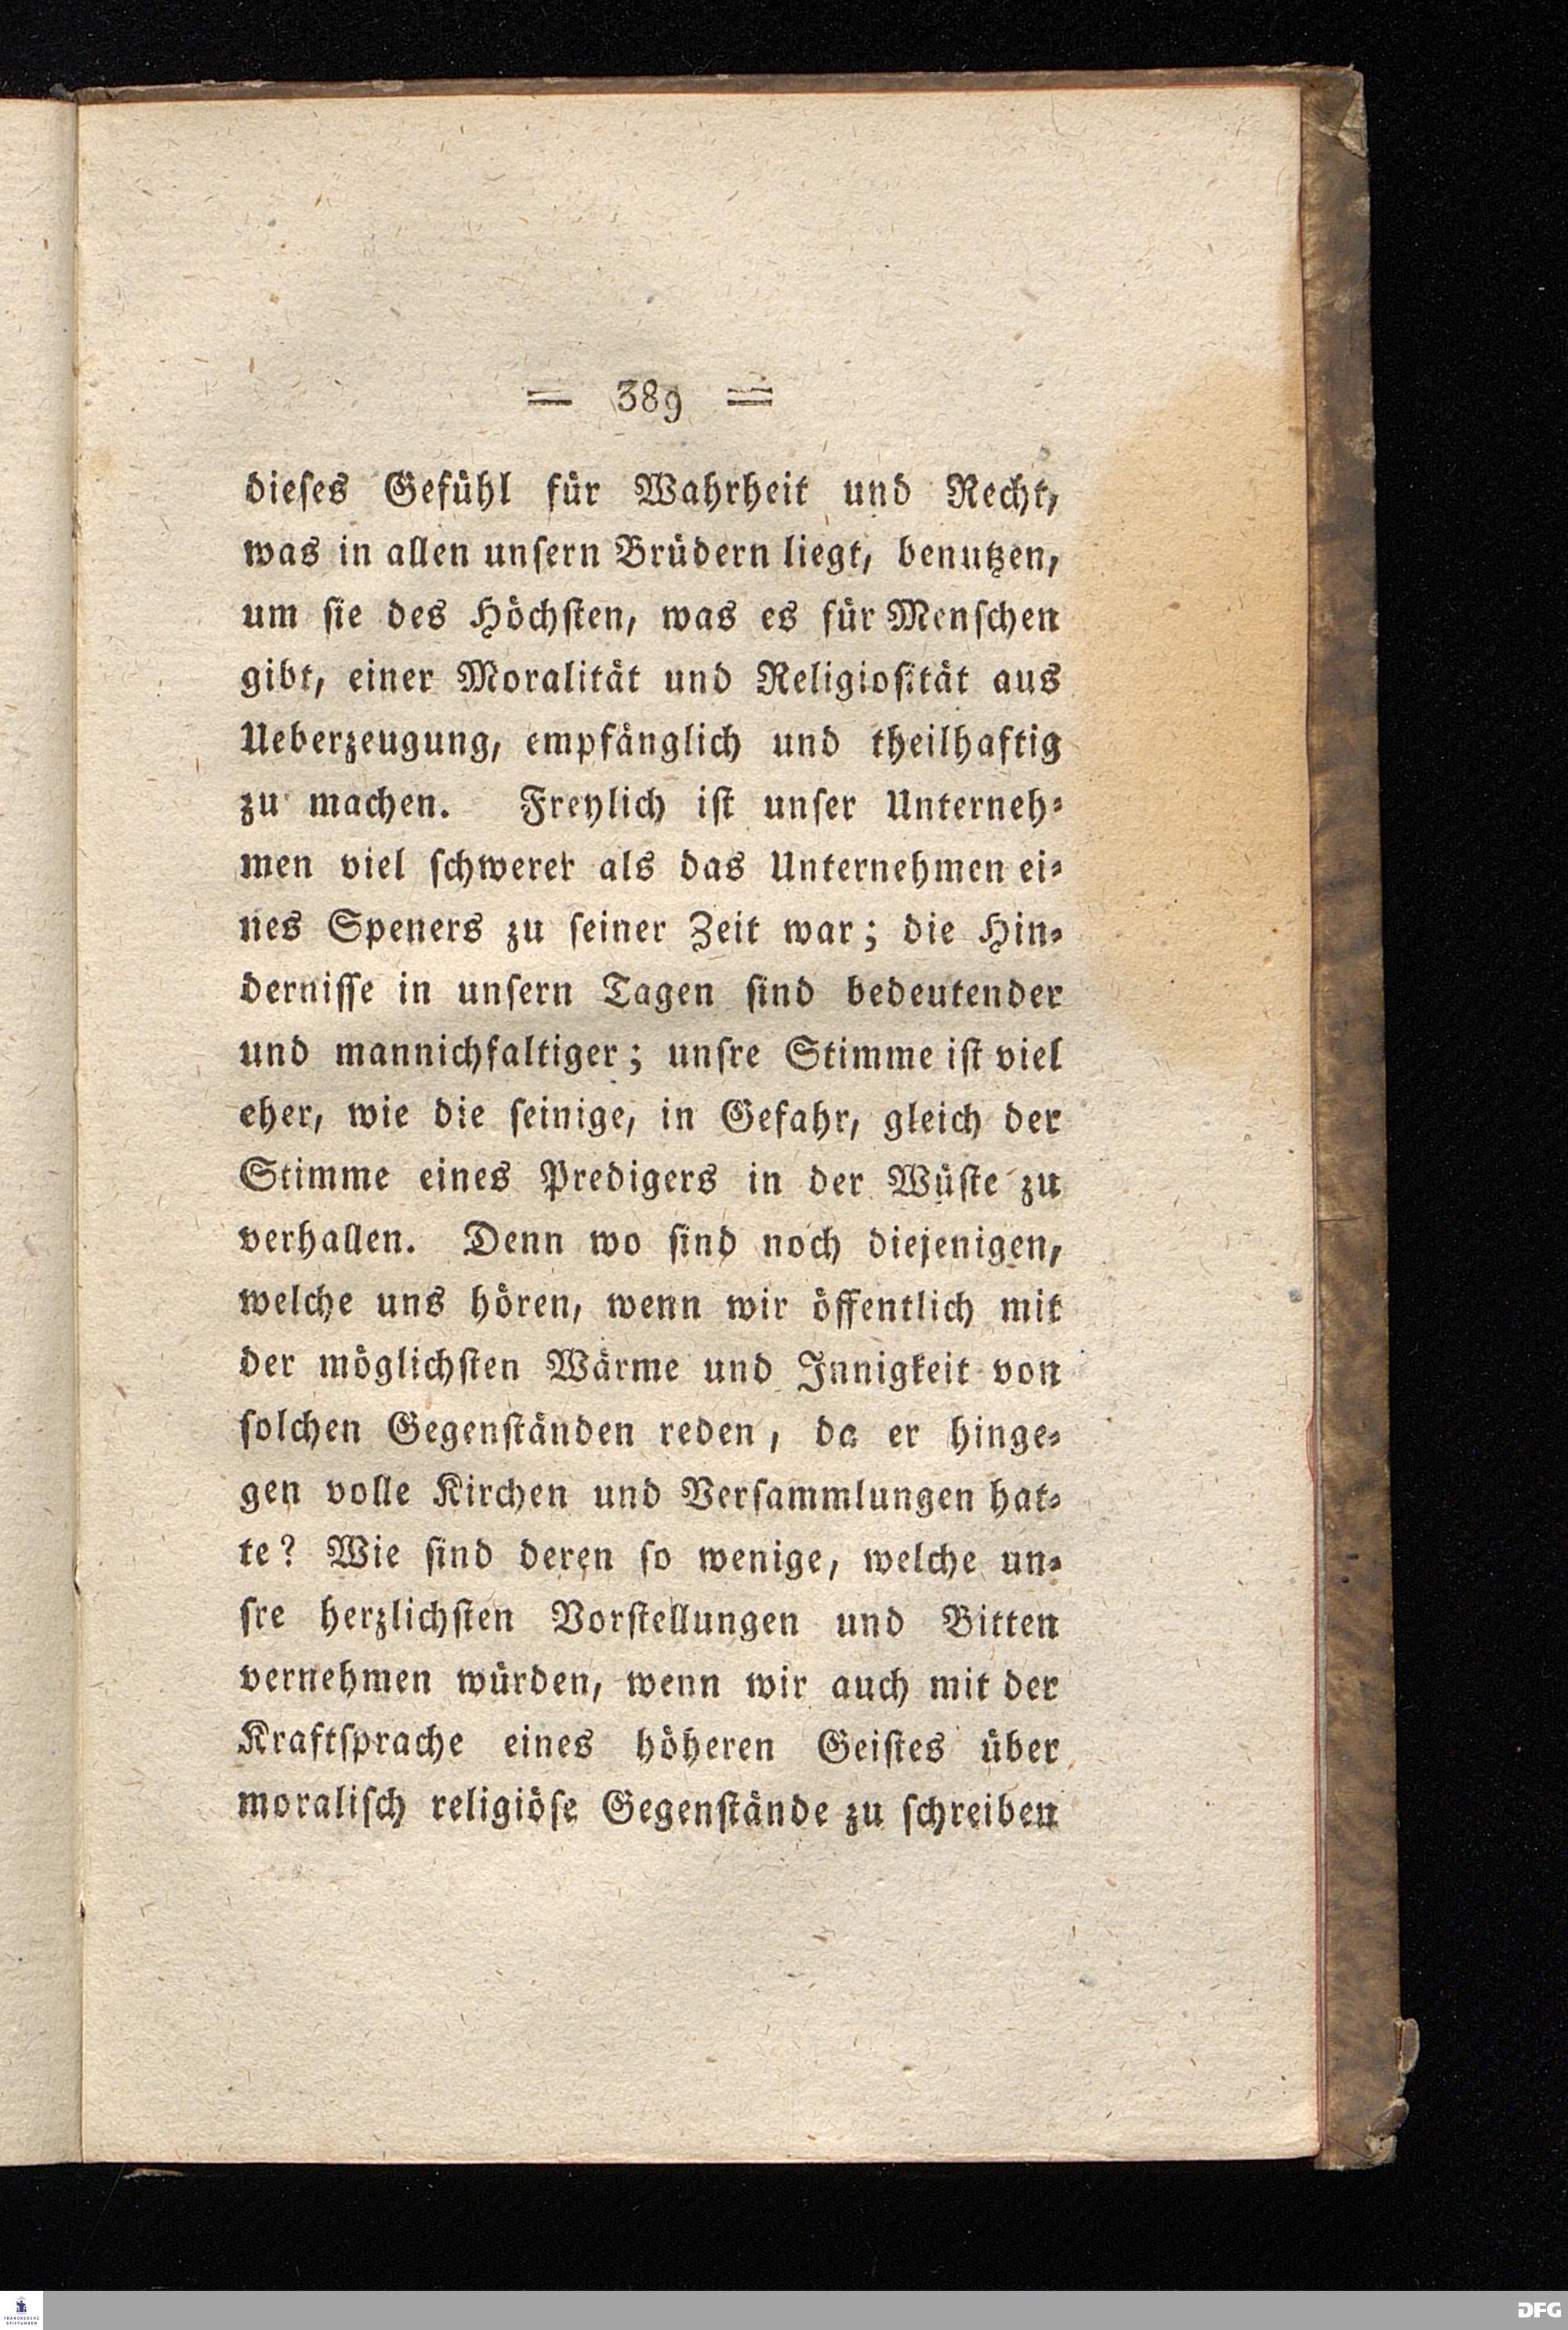 = 389 =
dieſes Gefühl für Wahrheit und Recht,
was in allen unſern Brüdern liegt, benutzen,
um ſie des Höchſten, was es für Menſchen
gibt, einer Moralität und Religioſität aus
Ueberzeugung, empfänglich und theilhaftig
zu machen. Freylich iſt unſer Unterneh⸗
men viel ſchwerer als das Unternehmen ei⸗
nes Speners zu ſeiner Zeit war; die Hin⸗
derniſſe in unſern Tagen ſind bedeutender
und mannichfaltiger; unſre Stimme iſt viel
eher, wie die ſeinige, in Gefahr, gleich der
Stimme eines Predigers in der Wüſte zu
verhallen. Denn wo ſind noch diejenigen,
welche uns hören, wenn wir öffentlich mit
der möglichſten Wärme und Innigkeit von
ſolchen Gegenſtänden reden, da er hinge⸗
gen volle Kirchen und Verſammlungen hat⸗
te? Wie ſind deren ſo wenige, welche un⸗
ſre herzlichſten Vorſtellungen und Bitten
vernehmen würden, wenn wir auch mit der
Kraftſprache eines höheren Geiſtes über
moraliſch religiöſe Gegenſtände zu ſchreiben
FRANCKESCHE
STIFTUNGEN
DFG